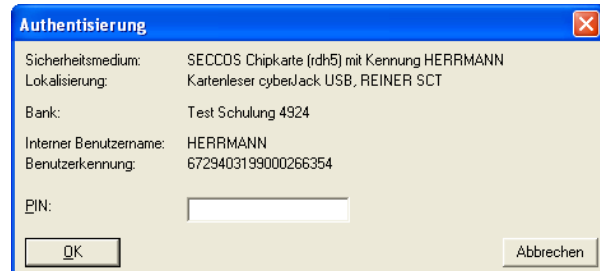 Authentisierung
Sicherheitsmedium: SECCOS Chipkarte (rdh5) mit Kennung HERRMANN
Lokalisierung: Kartenleser cyberJack USB, REINER SCT
Bank: Test Schulung 4924
Interner Benutzername: HERRMANN
Benutzerkennung: 6729403199000266354
PIN:
OK Abbrechen